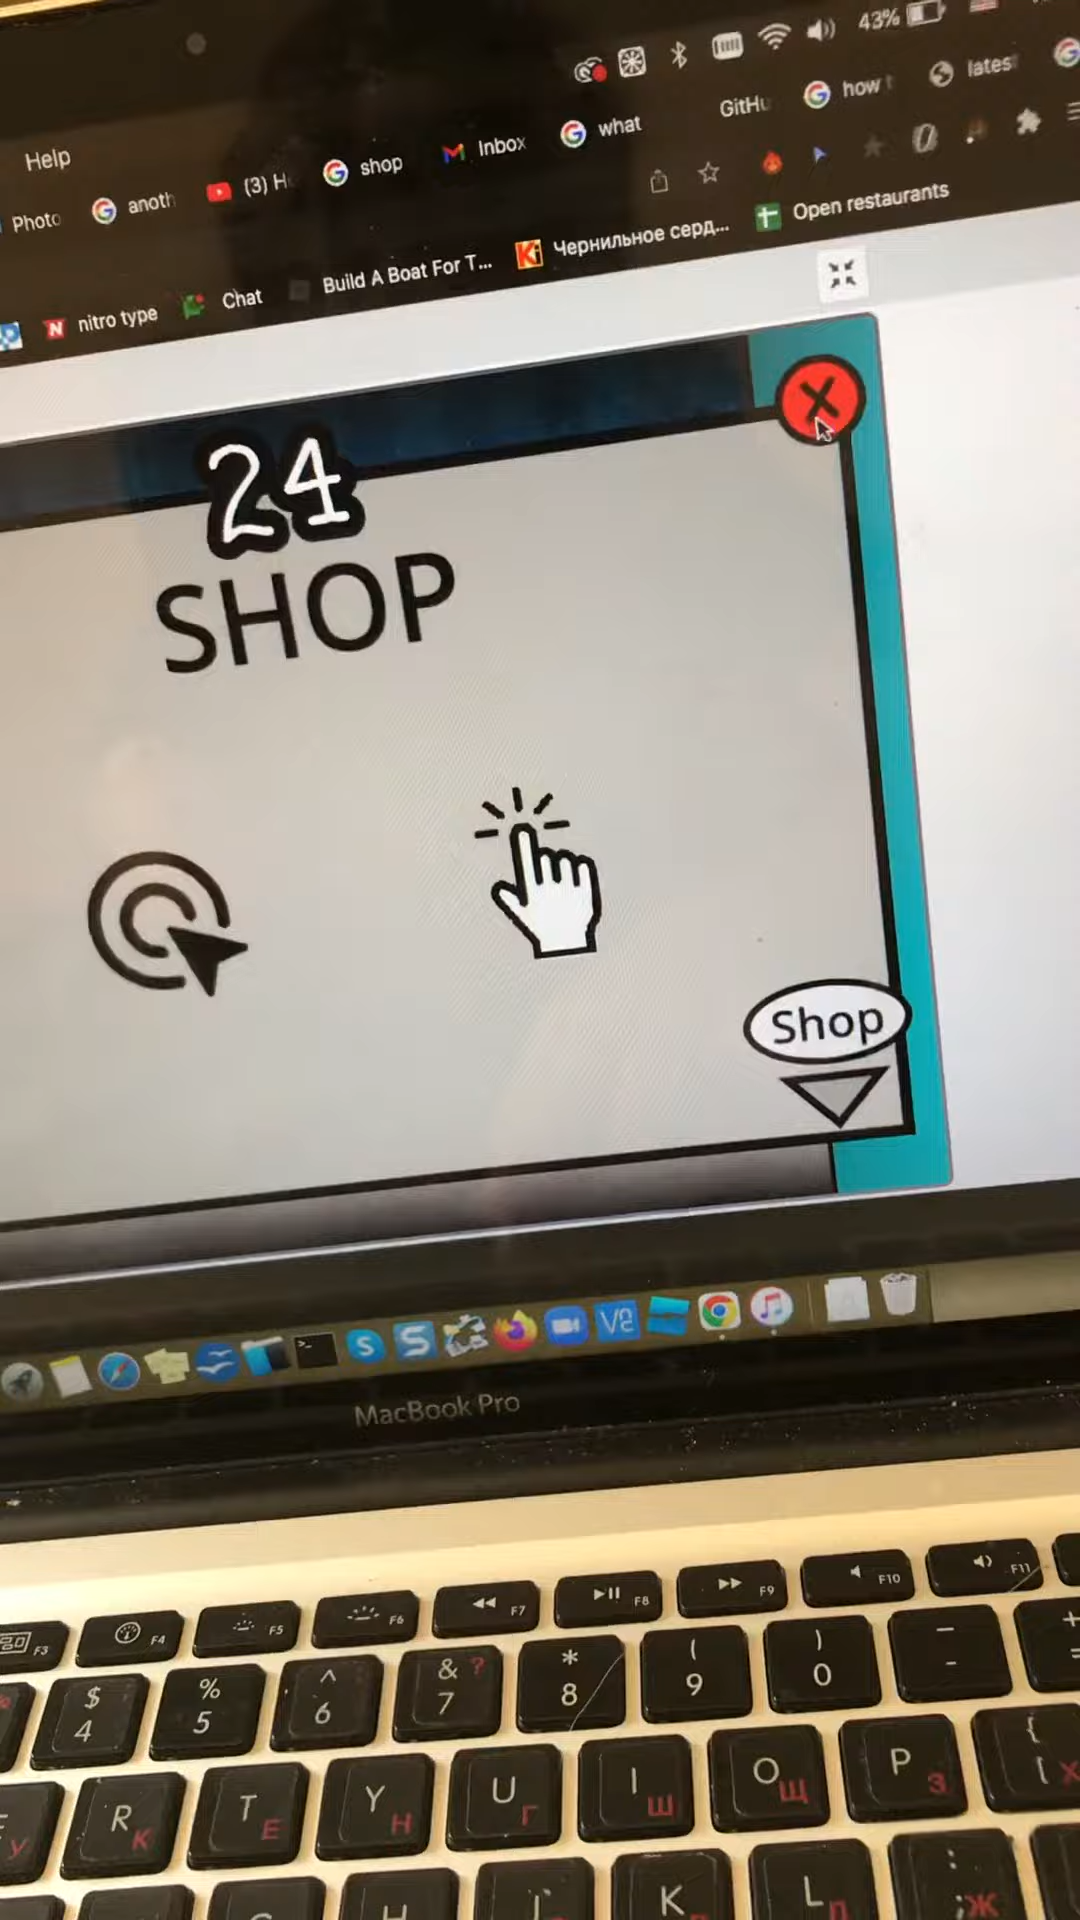 43%
Help
Photo
anoth
(3) H
shop
Inbox
what
GitHu
how t
latest
nitro type
Chat
Build A Boat For T...
Чернильное серд...
Open restaurants
24
SHOP
Shop
MacBook Pro
F3 F4 F5 F6 F7 F8 F9 F10 F11
$ % ^ & ? * ( ) _ +
4 5 6 7 8 9 0 - =
R К T Е Y Н U Г I Ш O Щ P З { [ Х
У
K L : ; Ж